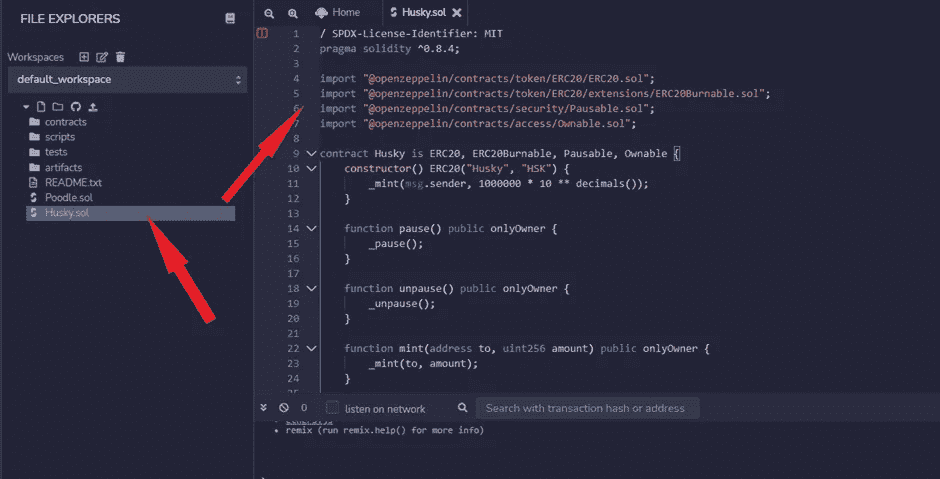 FILE EXPLORERS
Workspaces
default_workspace
contracts
scripts
tests
artifacts
README.txt
Poodle.sol
Husky.sol
Home
Husky.sol
1 / SPDX-License-Identifier: MIT
2 pragma solidity ^0.8.4;
3
4 import "@openzeppelin/contracts/token/ERC20/ERC20.sol";
5 import "@openzeppelin/contracts/token/ERC20/extensions/ERC20Burnable.sol";
6 import "@openzeppelin/contracts/security/Pausable.sol";
7 import "@openzeppelin/contracts/access/Ownable.sol";
8
9 contract Husky is ERC20, ERC20Burnable, Pausable, Ownable {
10 constructor() ERC20("Husky", "HSK") {
11 _mint(msg.sender, 1000000 * 10 ** decimals());
12 }
13
14 function pause() public onlyOwner {
15 _pause();
16 }
17
18 function unpause() public onlyOwner {
19 _unpause();
20 }
21
22 function mint(address to, uint256 amount) public onlyOwner {
23 _mint(to, amount);
24 }
0
listen on network
Search with transaction hash or address
• remix (run remix.help() for more info)